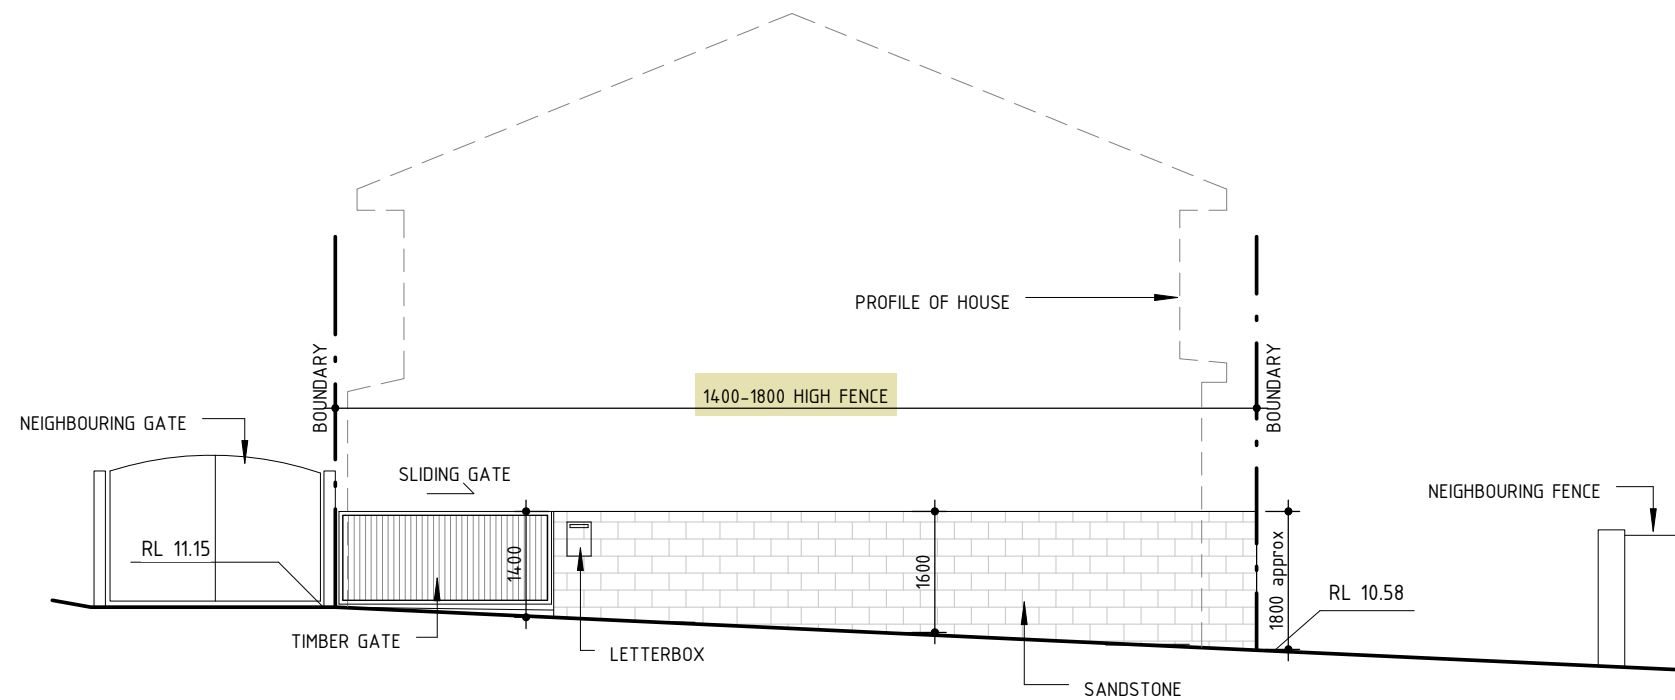 PROFILE OF HOUSE
BOUNDARY
BOUNDARY
1400-1800 HIGH FENCE
NEIGHBOURING GATE
SLIDING GATE
NEIGHBOURING FENCE
RL 11.15
1400
1600
1800 approx
RL 10.58
TIMBER GATE
LETTERBOX
SANDSTONE